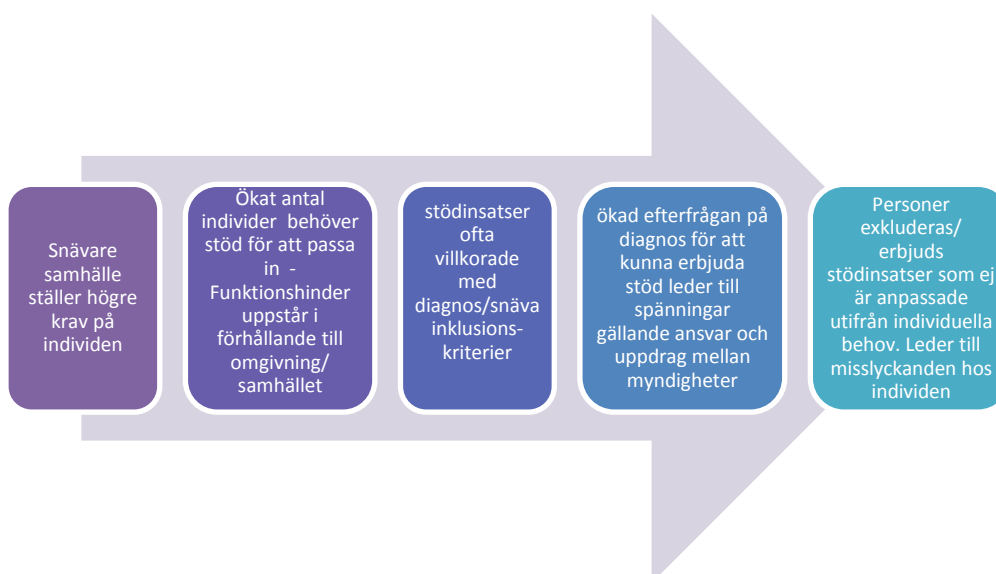 Snävare
samhälle
ställer högre
krav på
individen
Ökat antal
individer behöver
stöd för att passa
in -
Funktionshinder
uppstår i
förhållande till
omgivning/
samhället
stödinsatser
ofta
villkorade
med
diagnos/snäva
inklusions-
kriterier
ökad efterfrågan på
diagnos för att
kunna erbjuda
stöd leder till
spänningar
gällande ansvar och
uppdrag mellan
myndigheter
Personer
exkluderas/
erbjuds
stödinsatser som ej
är anpassade
utifrån individuella
behov. Leder till
misslyckanden hos
individen